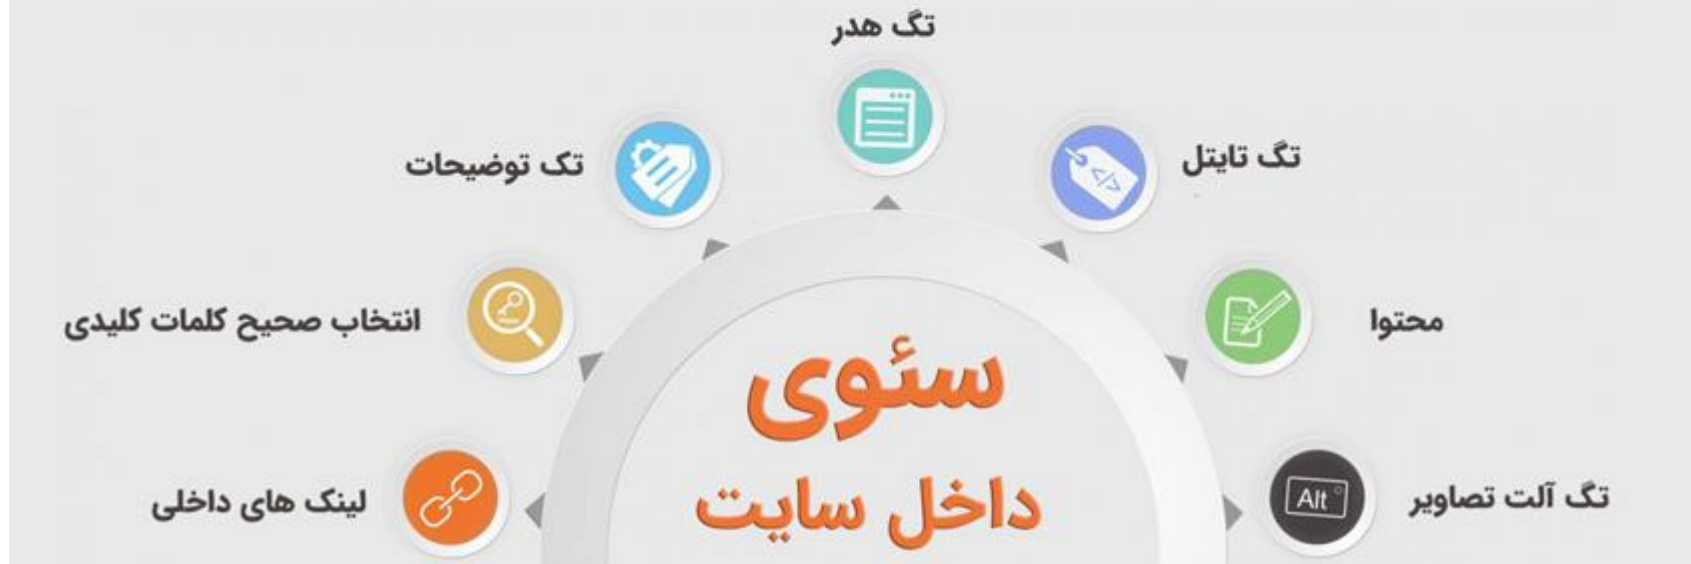 تگ هدر
تگ تایتل
تک توضیحات
محتوا
انتخاب صحیح کلمات کلیدی
تگ آلت تصاویر
Alt
لینک های داخلی
سئوی
داخل سایت